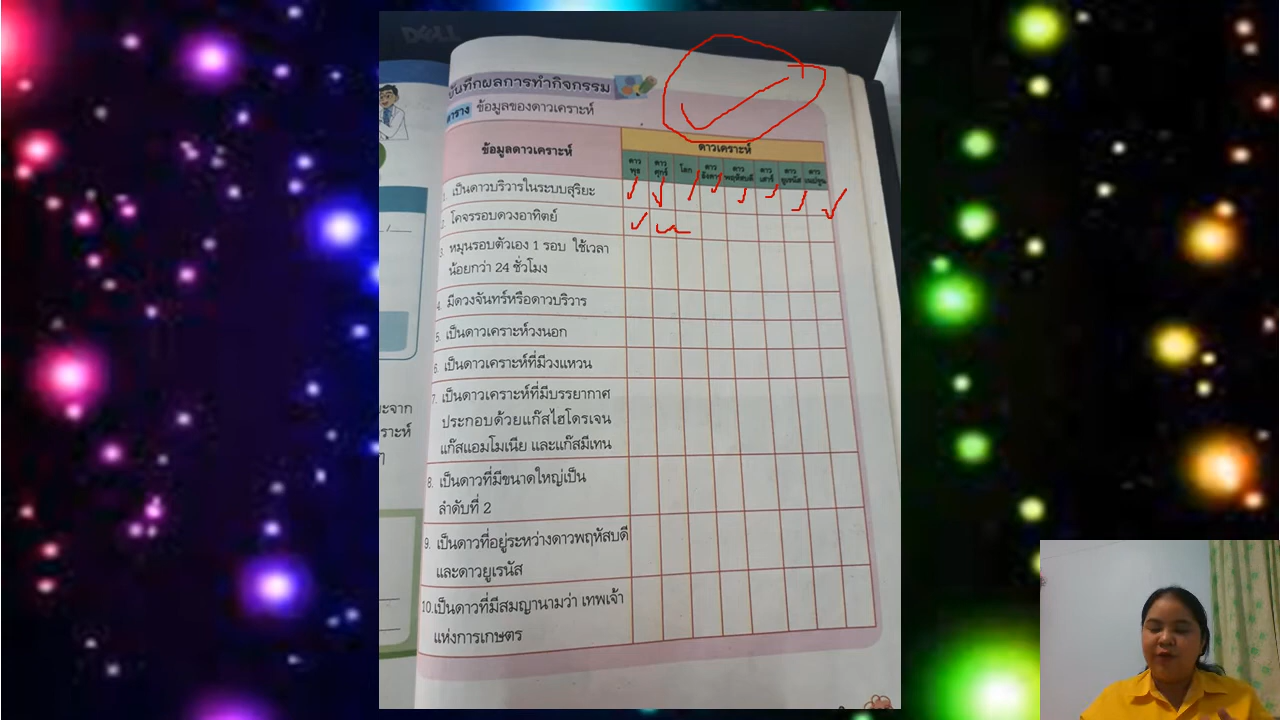 DELL
บันทึกผลการทำกิจกรรม
ตาราง ข้อมูลของดาวเคราะห์
ข้อมูลดาวเคราะห์
ดาวเคราะห์
ดาวพุธ ดาวศุกร์ โลก ดาวอังคาร ดาวพฤหัสบดี ดาวเสาร์ ดาวยูเรนัส ดาวเนปจูน
1. เป็นดาวบริวารในระบบสุริยะ
2. โคจรรอบดวงอาทิตย์
3. หมุนรอบตัวเอง 1 รอบ ใช้เวลา
น้อยกว่า 24 ชั่วโมง
4. มีดวงจันทร์หรือดาวบริวาร
5. เป็นดาวเคราะห์วงนอก
6. เป็นดาวเคราะห์ที่มีวงแหวน
7. เป็นดาวเคราะห์ที่มีบรรยากาศ
ประกอบด้วยแก๊สไฮโดรเจน
แก๊สแอมโมเนีย และแก๊สมีเทน
8. เป็นดาวที่มีขนาดใหญ่เป็น
ลำดับที่ 2
9. เป็นดาวที่อยู่ระหว่างดาวพฤหัสบดี
และดาวยูเรนัส
10. เป็นดาวที่มีสมญานามว่า เทพเจ้า
แห่งการเกษตร